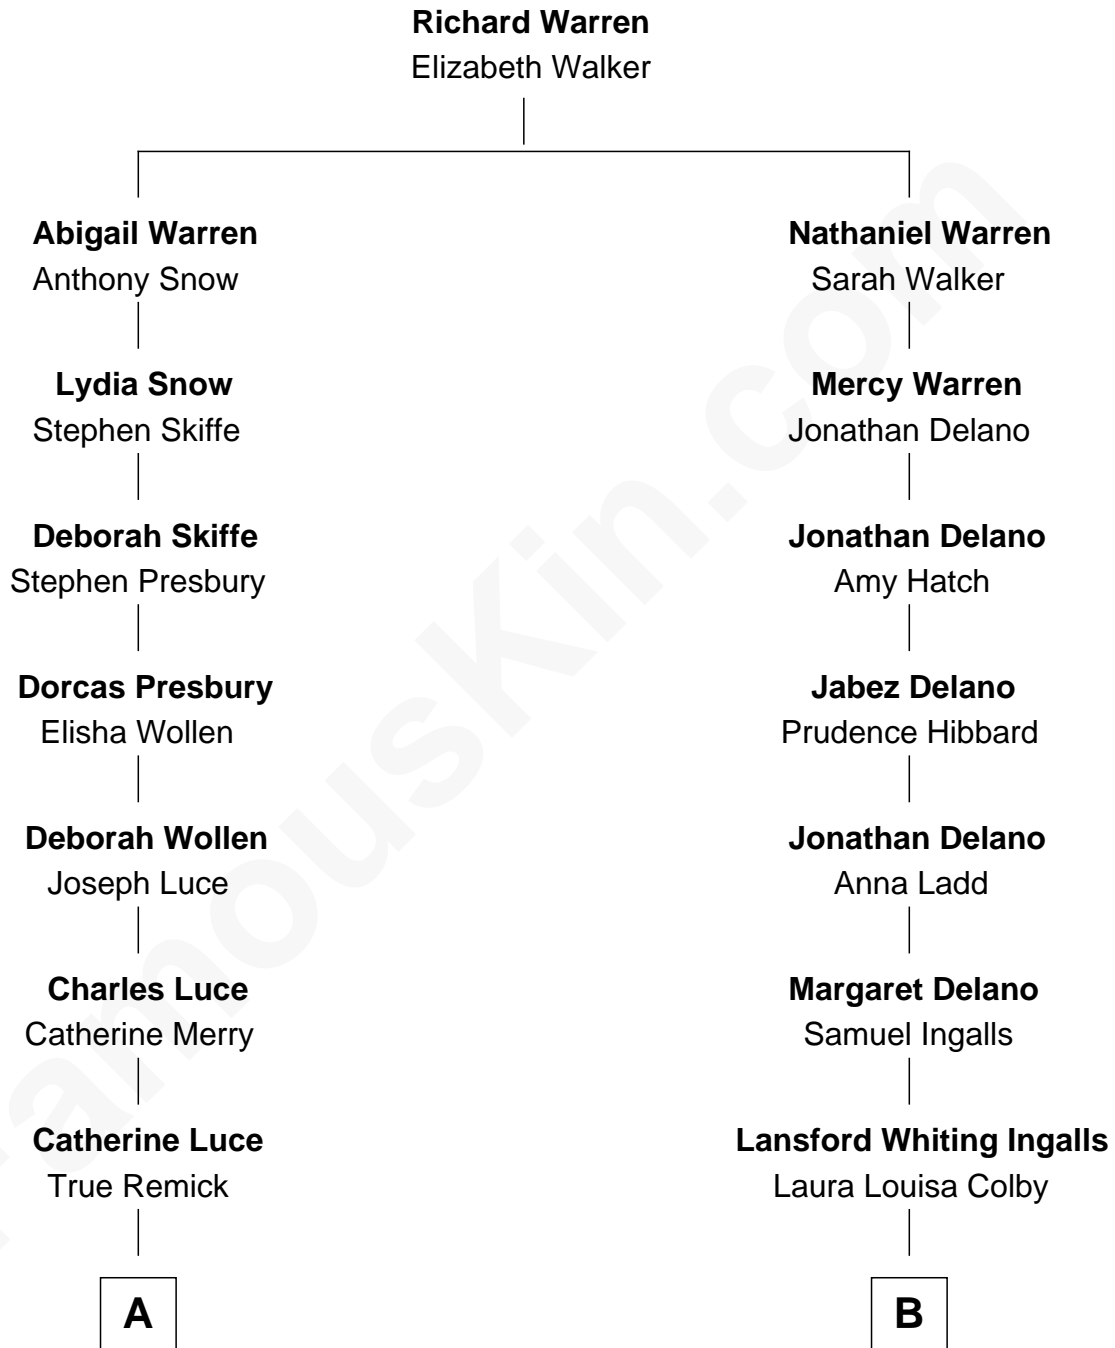 Richard Warren
Elizabeth Walker
Abigail Warren
Anthony Snow
Nathaniel Warren
Sarah Walker
Lydia Snow
Stephen Skiffe
Mercy Warren
Jonathan Delano
Deborah Skiffe
Stephen Presbury
Jonathan Delano
Amy Hatch
Dorcas Presbury
Elisha Wollen
Jabez Delano
Prudence Hibbard
Deborah Wollen
Joseph Luce
Jonathan Delano
Anna Ladd
Charles Luce
Catherine Merry
Margaret Delano
Samuel Ingalls
Catherine Luce
True Remick
Lansford Whiting Ingalls
Laura Louisa Colby
A
B
FamousKin.com